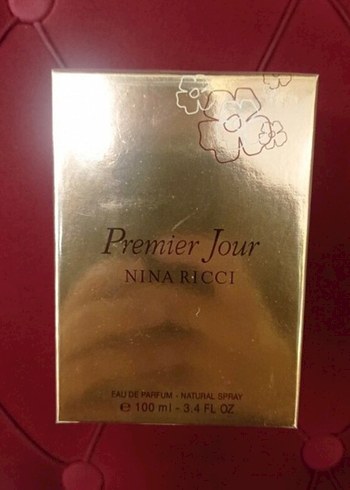 Premier Jour
NINA RICCI
EAU DE PARFUM - NATURAL SPRAY
℮ 100 ml - 3.4 FL OZ